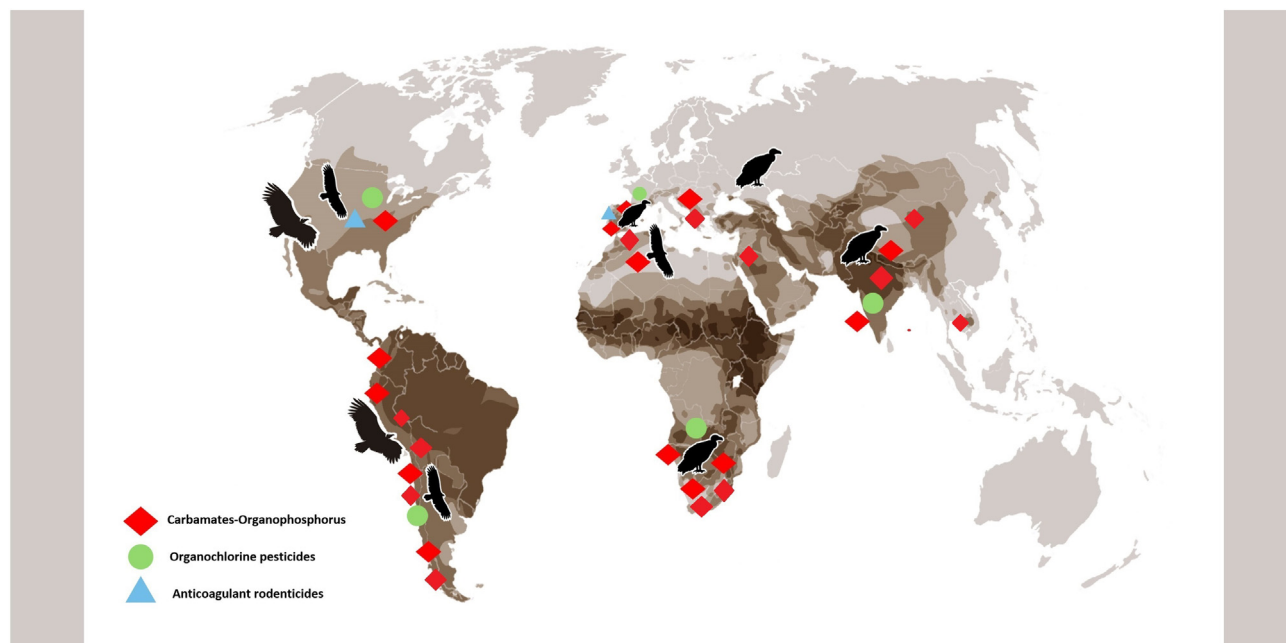 Carbamates-Organophosphorus
Organochlorine pesticides
Anticoagulant rodenticides